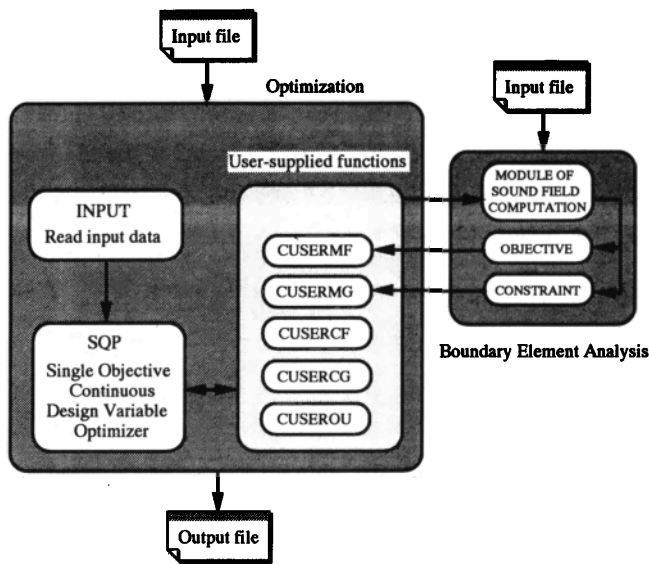 Input file
Optimization
Input file
User-supplied functions
INPUT
Read input data
SQP
Single Objective
Continuous
Design Variable
Optimizer
CUSERMF
CUSERMG
CUSERCF
CUSERCG
CUSEROU
MODULE OF
SOUND FIELD
COMPUTATION
OBJECTIVE
CONSTRAINT
Boundary Element Analysis
Output file